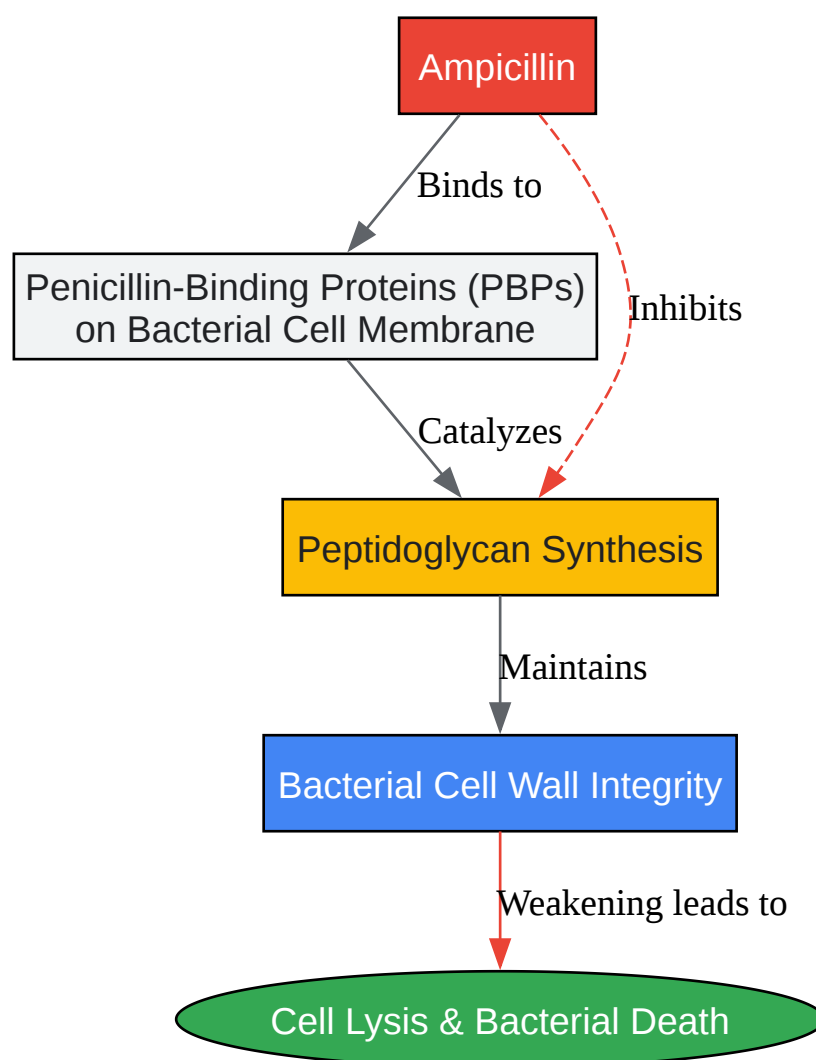 Ampicillin
Binds to
Penicillin-Binding Proteins (PBPs)
on Bacterial Cell Membrane
Inhibits
Catalyzes
Peptidoglycan Synthesis
Maintains
Bacterial Cell Wall Integrity
Weakening leads to
Cell Lysis & Bacterial Death